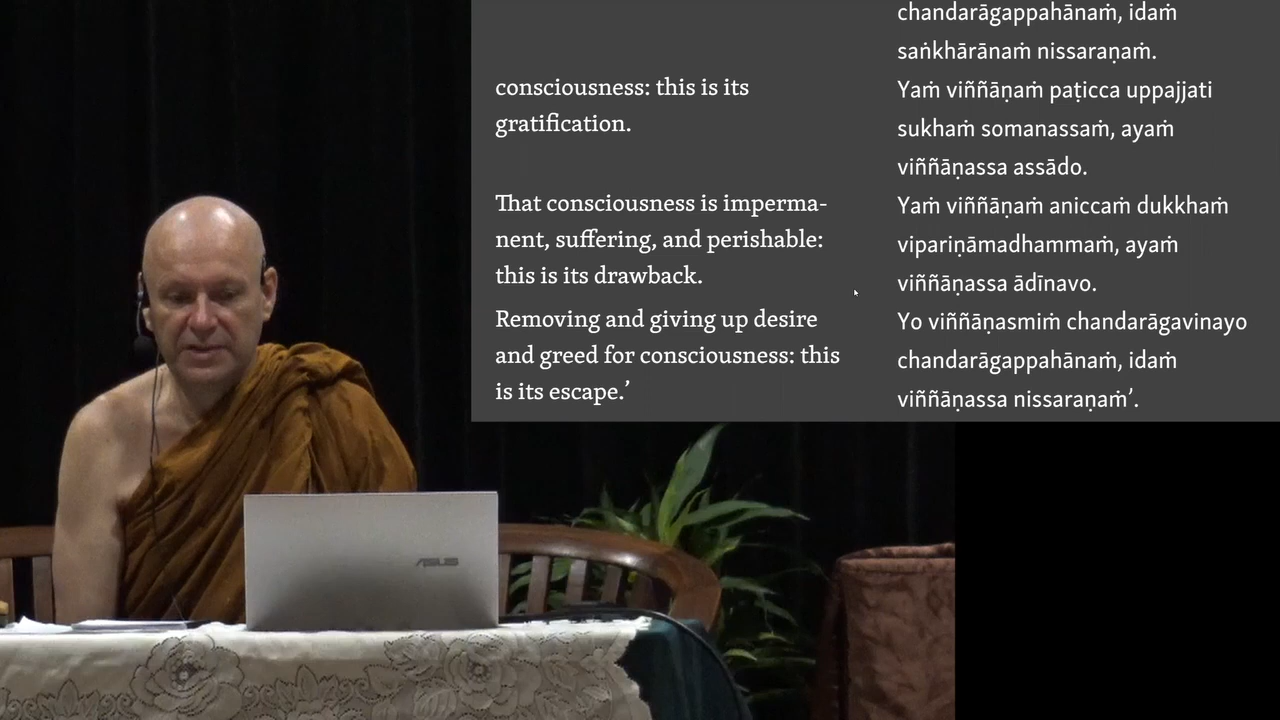 consciousness: this is its
gratification.
That consciousness is imperma-
nent, suffering, and perishable:
this is its drawback.
Removing and giving up desire
and greed for consciousness: this
is its escape.’
chandarāgappahānaṁ, idaṁ
saṅkhārānaṁ nissaraṇaṁ.
Yaṁ viññāṇaṁ paṭicca uppajjati
sukhaṁ somanassaṁ, ayaṁ
viññāṇassa assādo.
Yaṁ viññāṇaṁ aniccaṁ dukkhaṁ
vipariṇāmadhammaṁ, ayaṁ
viññāṇassa ādīnavo.
Yo viññāṇasmiṁ chandarāgavinayo
chandarāgappahānaṁ, idaṁ
viññāṇassa nissaraṇaṁ’.
ASUS